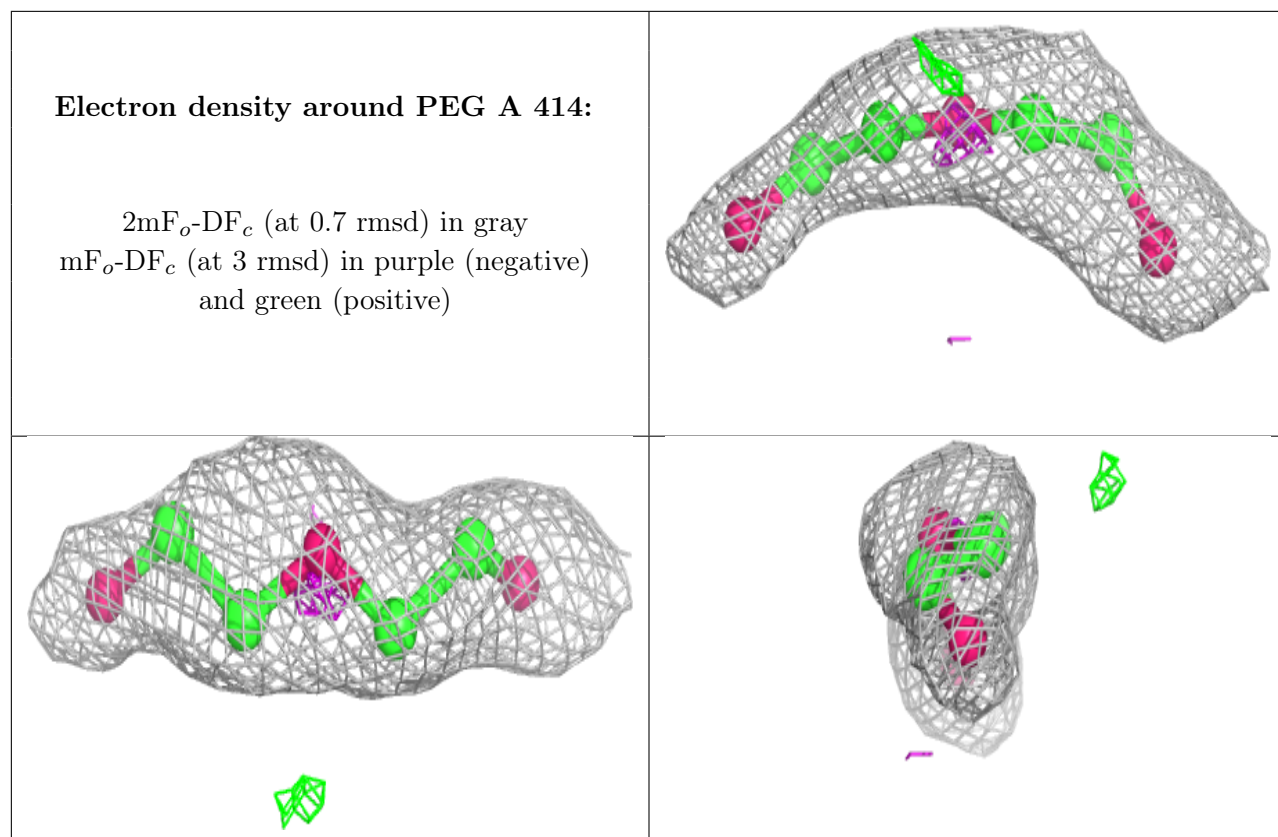 Electron density around PEG A 414:
2mFo-DFc (at 0.7 rmsd) in gray
mFo-DFc (at 3 rmsd) in purple (negative)
and green (positive)